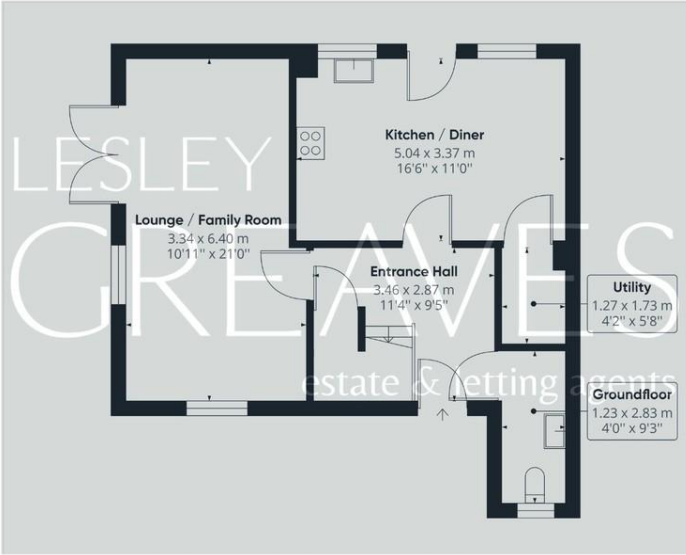 LESLEY
GREAVES
estate & letting agents
Kitchen / Diner
5.04 x 3.37 m
16'6" x 11'0"
Lounge / Family Room
3.34 x 6.40 m
10'11" x 21'0"
Entrance Hall
3.46 x 2.87 m
11'4" x 9'5"
Utility
1.27 x 1.73 m
4'2" x 5'8"
Groundfloor
1.23 x 2.83 m
4'0" x 9'3"